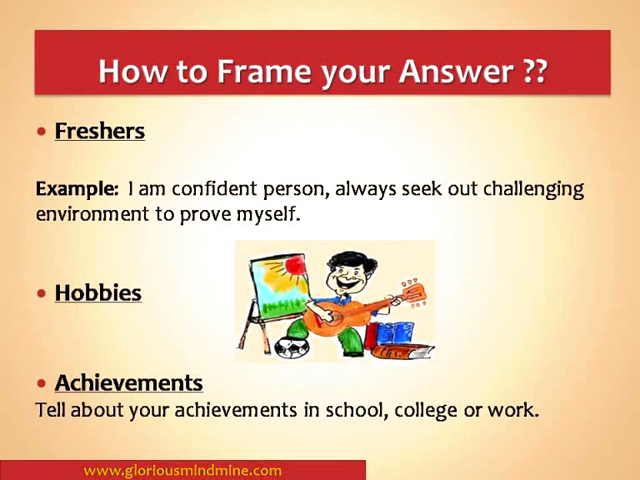 How to Frame your Answer ??
• Freshers
Example: I am confident person, always seek out challenging
environment to prove myself.
• Hobbies
• Achievements
Tell about your achievements in school, college or work.
www.gloriousmindmine.com